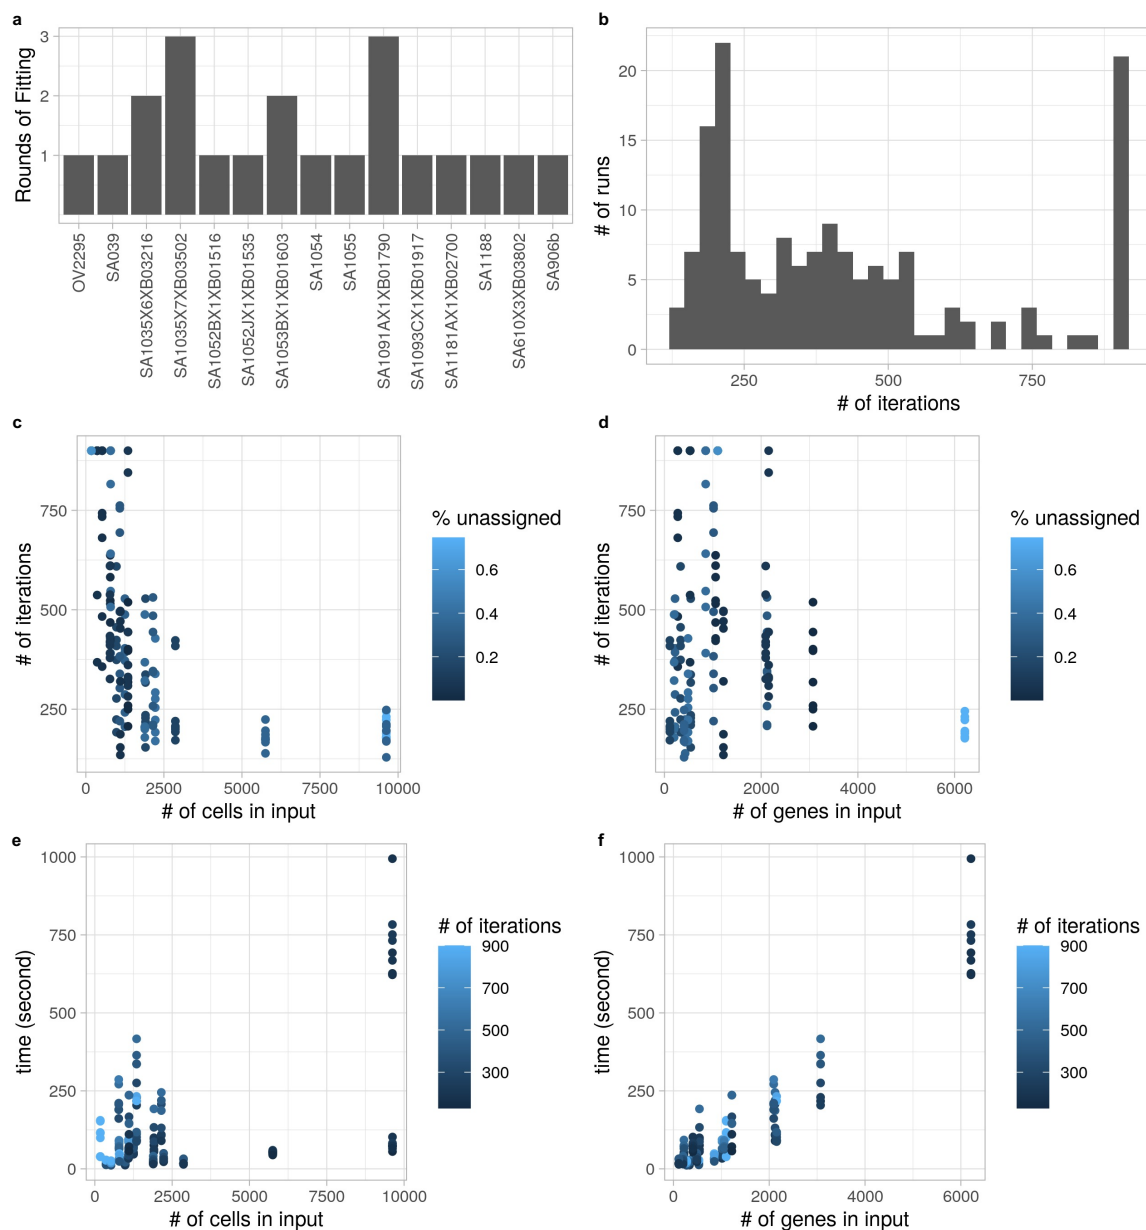 a
Rounds of Fitting
3
2
1
OV2295
SA039
SA1035X6XB03216
SA1035X7XB03502
SA1052BX1XB01516
SA1052JX1XB01535
SA1053BX1XB01603
SA1054
SA1055
SA1091AX1XB01790
SA1093CX1XB01917
SA1181AX1XB02700
SA1188
SA610X3XB03802
SA906b
b
# of runs
20
15
10
5
0
250 500 750
# of iterations
c
# of iterations
750
500
250
0 2500 5000 7500 10000
# of cells in input
% unassigned
0.6
0.4
0.2
d
# of iterations
750
500
250
0 2000 4000 6000
# of genes in input
% unassigned
0.6
0.4
0.2
e
time (second)
1000
750
500
250
0
0 2500 5000 7500 10000
# of cells in input
# of iterations
900
700
500
300
f
time (second)
1000
750
500
250
0
0 2000 4000 6000
# of genes in input
# of iterations
900
700
500
300